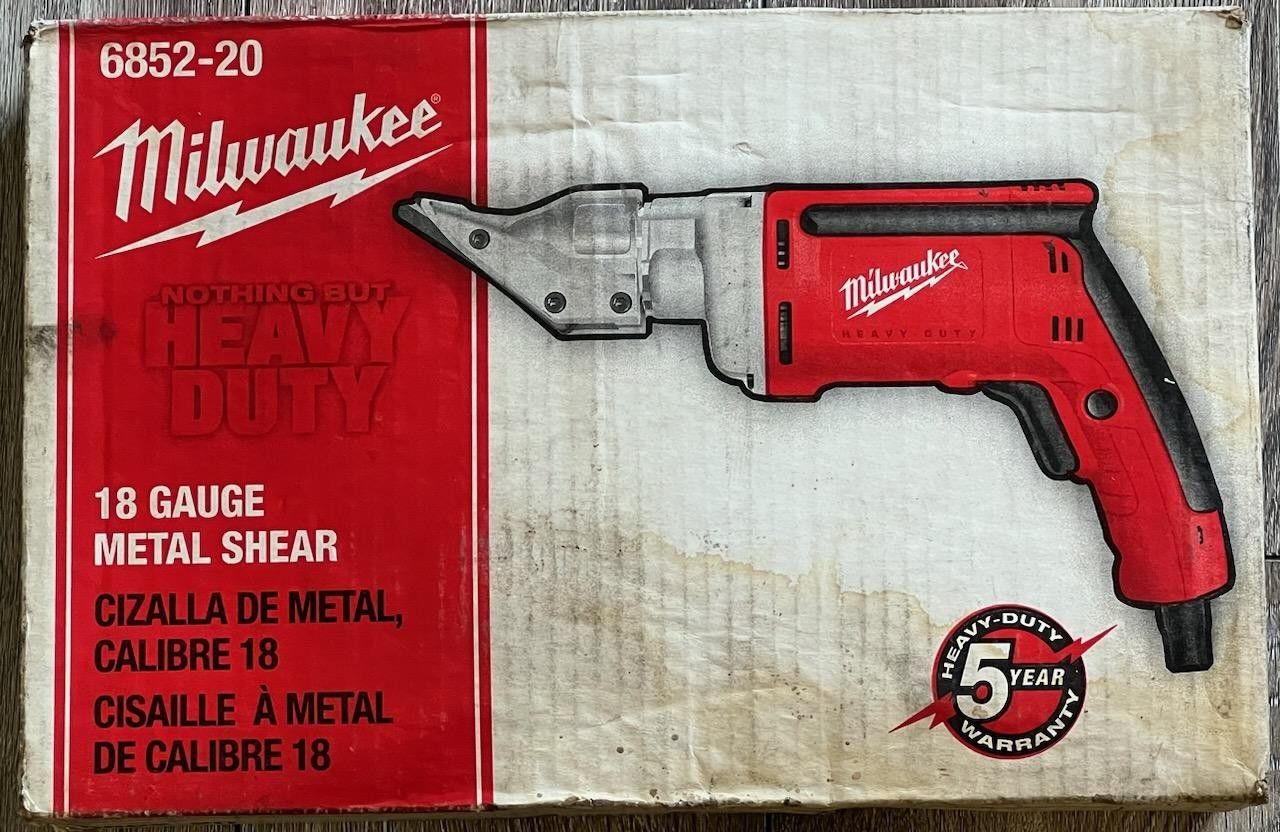 6852-20
Milwaukee®
NOTHING BUT
HEAVY
DUTY
18 GAUGE
METAL SHEAR
CIZALLA DE METAL,
CALIBRE 18
CISAILLE À METAL
DE CALIBRE 18
Milwaukee
HEAVY DUTY
HEAVY-DUTY
5 YEAR
WARRANTY